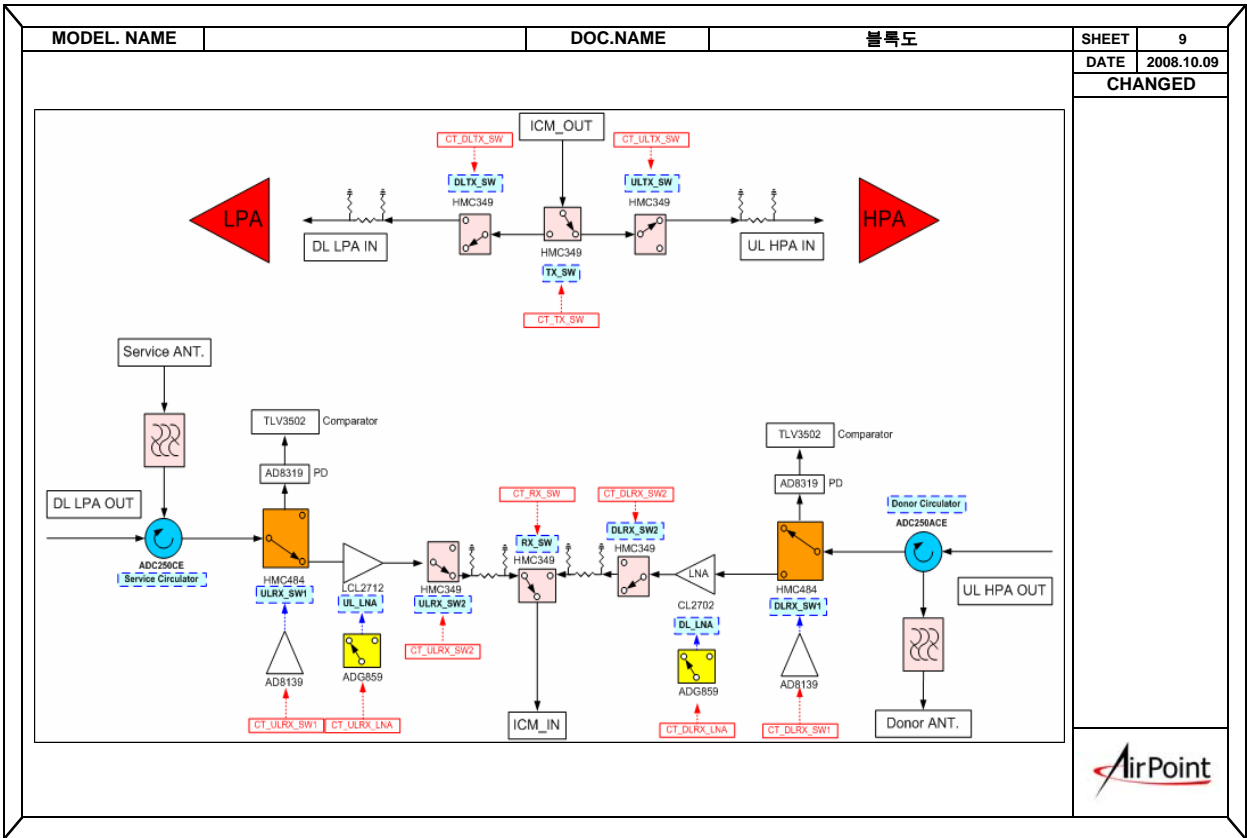 MODEL. NAME
DOC.NAME
블록도
SHEET
9
DATE
2008.10.09
CHANGED
ICM_OUT
CT_DLTX_SW
CT_ULTX_SW
DLTX_SW
ULTX_SW
HMC349
HMC349
LPA
HPA
DL LPA IN
UL HPA IN
HMC349
TX_SW
CT_TX_SW
Service ANT.
TLV3502
Comparator
TLV3502
Comparator
AD8319
PD
AD8319
PD
DL LPA OUT
CT_RX_SW
CT_DLRX_SW2
Donor Circulator
ADC250ACE
DLRX_SW2
RX_SW
HMC349
HMC349
ADC250CE
Service Circulator
LNA
HMC484
ULRX_SW1
LCL2712
UL_LNA
HMC349
ULRX_SW2
CL2702
DL_LNA
HMC484
DLRX_SW1
UL HPA OUT
CT_ULRX_SW2
AD8139
ADG859
ADG859
AD8139
CT_ULRX_SW1
CT_ULRX_LNA
ICM_IN
CT_DLRX_LNA
CT_DLRX_SW1
Donor ANT.
AirPoint